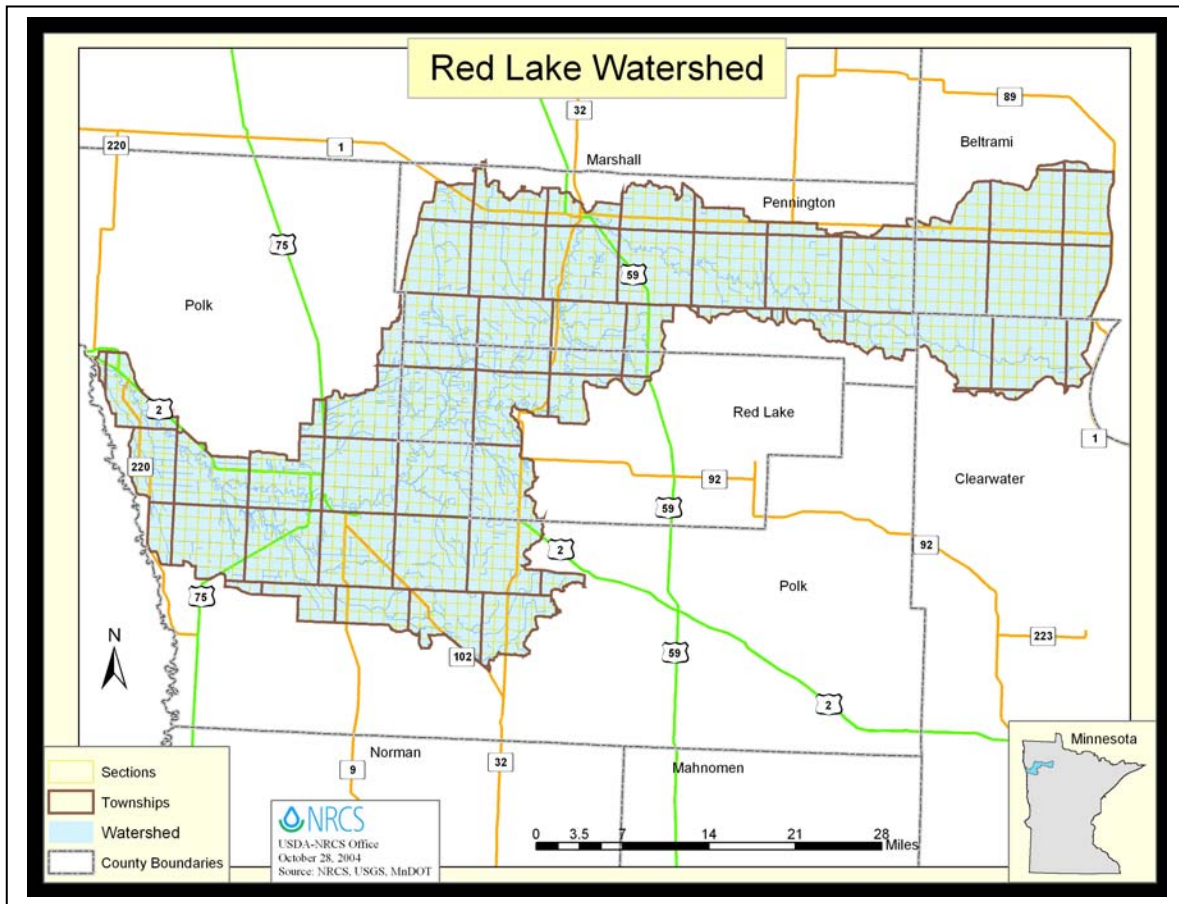 Red Lake Watershed
32
89
220
1
Marshall
Beltrami
Pennington
75
59
Polk
2
Red Lake
1
220
92
Clearwater
59
2
92
75
Polk
N
102
59
223
2
Norman
9
32
Mahnomen
Minnesota
Sections
Townships
Watershed
County Boundaries
NRCS
USDA-NRCS Office
October 28, 2004
Source: NRCS, USGS, MnDOT
0 3.5 7 14 21 28
Miles